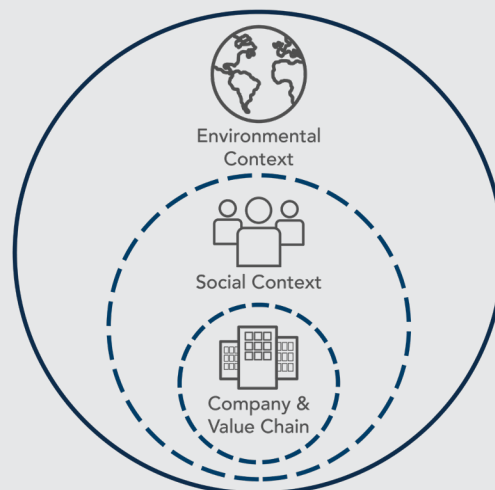 Environmental
Context
Social Context
Company &
Value Chain